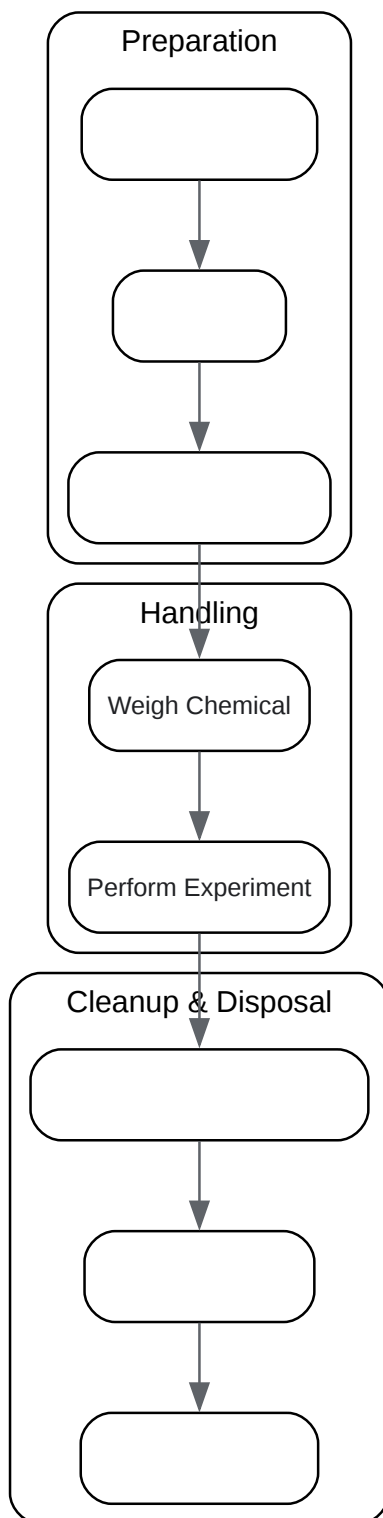 Preparation
Handling
Weigh Chemical
Perform Experiment
Cleanup & Disposal